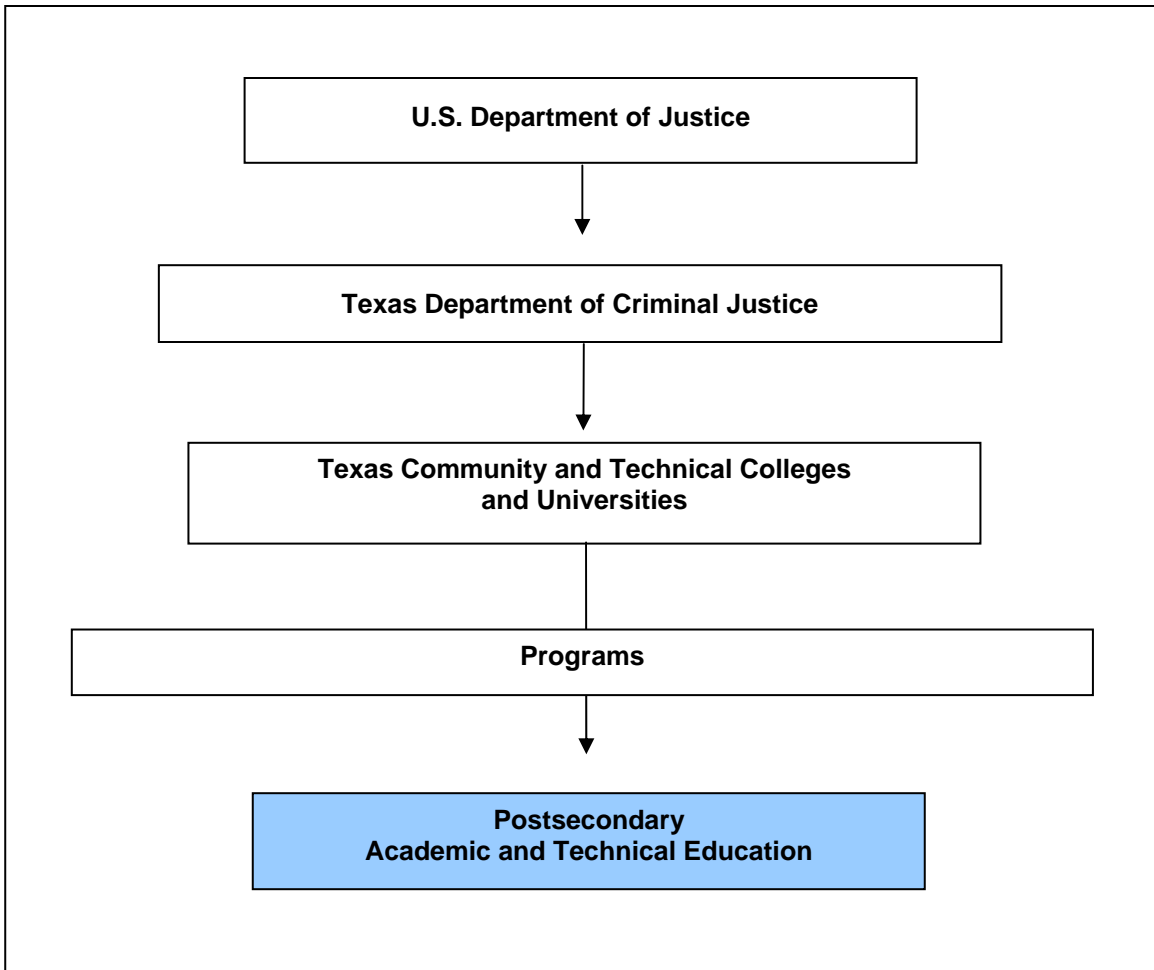 U.S. Department of Justice
Texas Department of Criminal Justice
Texas Community and Technical Colleges
and Universities
Programs
Postsecondary
Academic and Technical Education